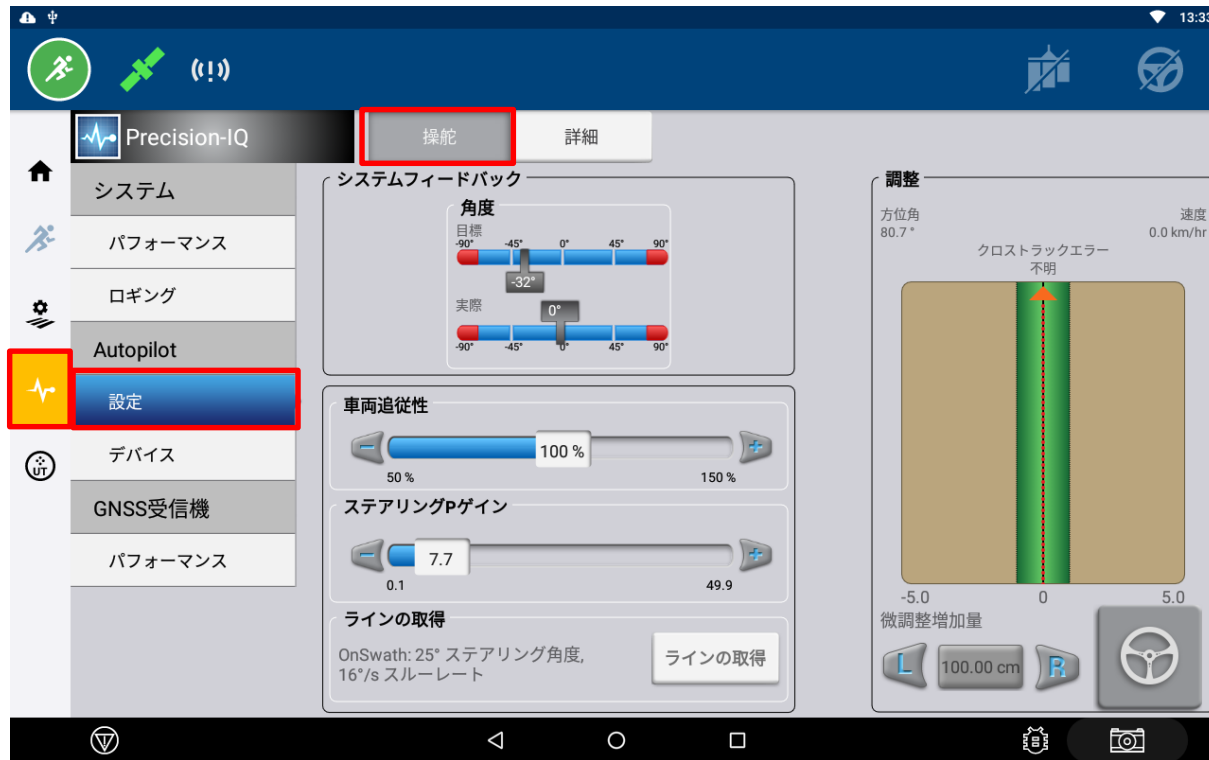 13:33
Precision-IQ
操舵
詳細
システム
パフォーマンス
ロギング
Autopilot
設定
デバイス
GNSS受信機
パフォーマンス
UT
システムフィードバック
角度
目標
-90° -45° 0° 45° 90°
-32°
実際
0°
-90° -45° 0° 45° 90°
車両追従性
100 %
50 % 150 %
ステアリングPゲイン
7.7
0.1 49.9
ラインの取得
OnSwath: 25° ステアリング角度,
16°/s スルーレート
ラインの取得
調整
方位角 速度
80.7 ° 0.0 km/hr
クロストラックエラー
不明
-5.0 0 5.0
微調整増加量
L 100.00 cm R